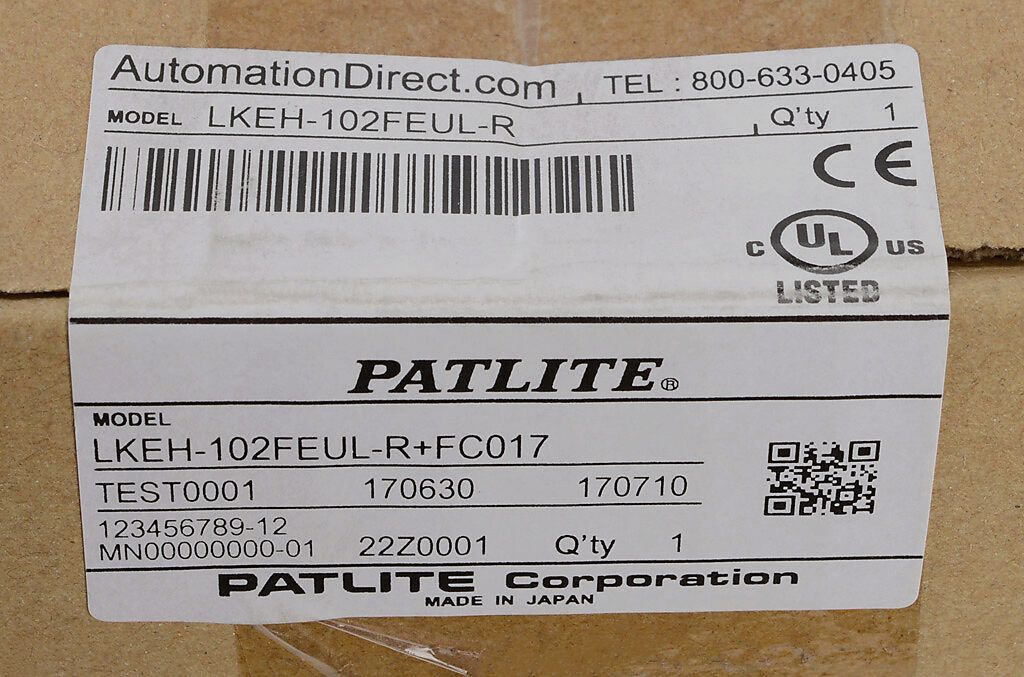 AutomationDirect.com TEL : 800-633-0405
MODEL LKEH-102FEUL-R Q'ty 1
CE
C UL US
LISTED
PATLITE®
MODEL
LKEH-102FEUL-R+FC017
TEST0001 170630 170710
123456789-12
MN00000000-01 22Z0001 Q'ty 1
PATLITE Corporation
MADE IN JAPAN